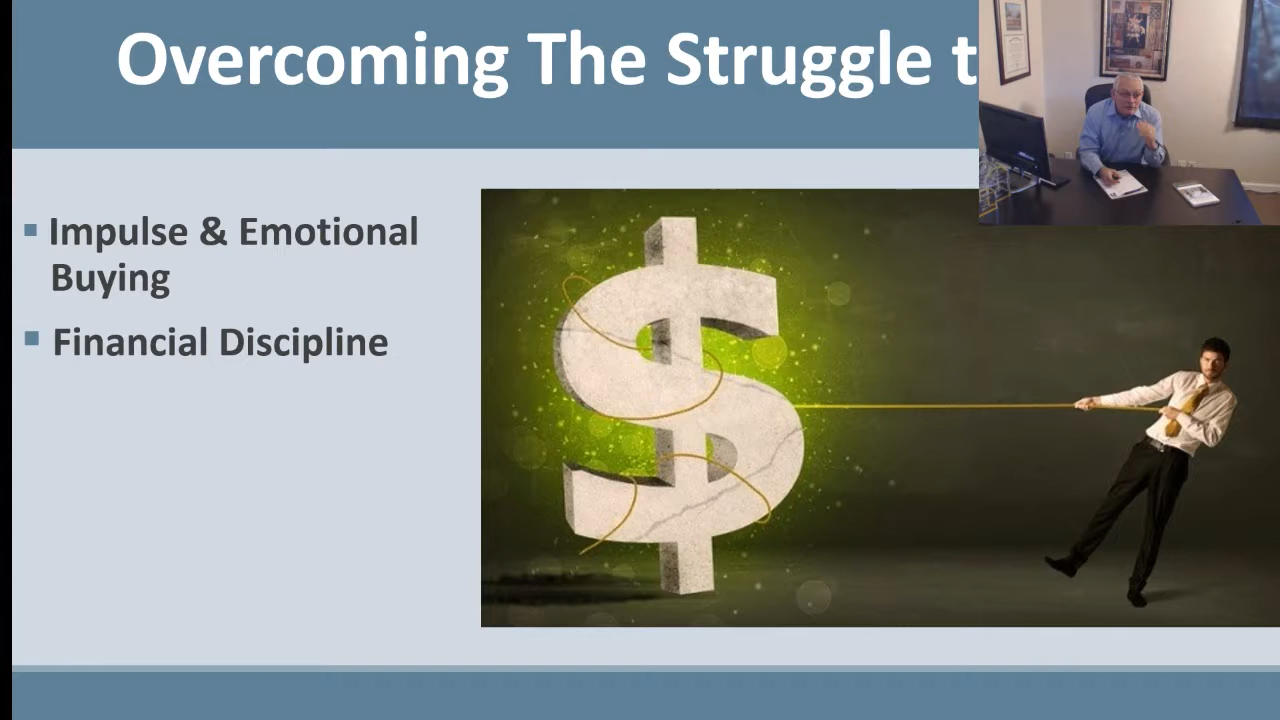 Overcoming The Struggle t
Impulse & Emotional
Buying
Financial Discipline